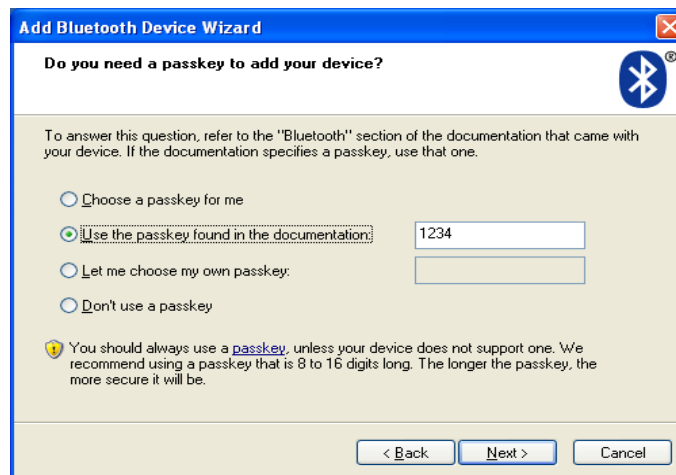 Add Bluetooth Device Wizard
Do you need a passkey to add your device?
®
To answer this question, refer to the "Bluetooth" section of the documentation that came with
your device. If the documentation specifies a passkey, use that one.
Choose a passkey for me
Use the passkey found in the documentation: 1234
Let me choose my own passkey:
Don't use a passkey
You should always use a passkey, unless your device does not support one. We
recommend using a passkey that is 8 to 16 digits long. The longer the passkey, the
more secure it will be.
< Back Next > Cancel